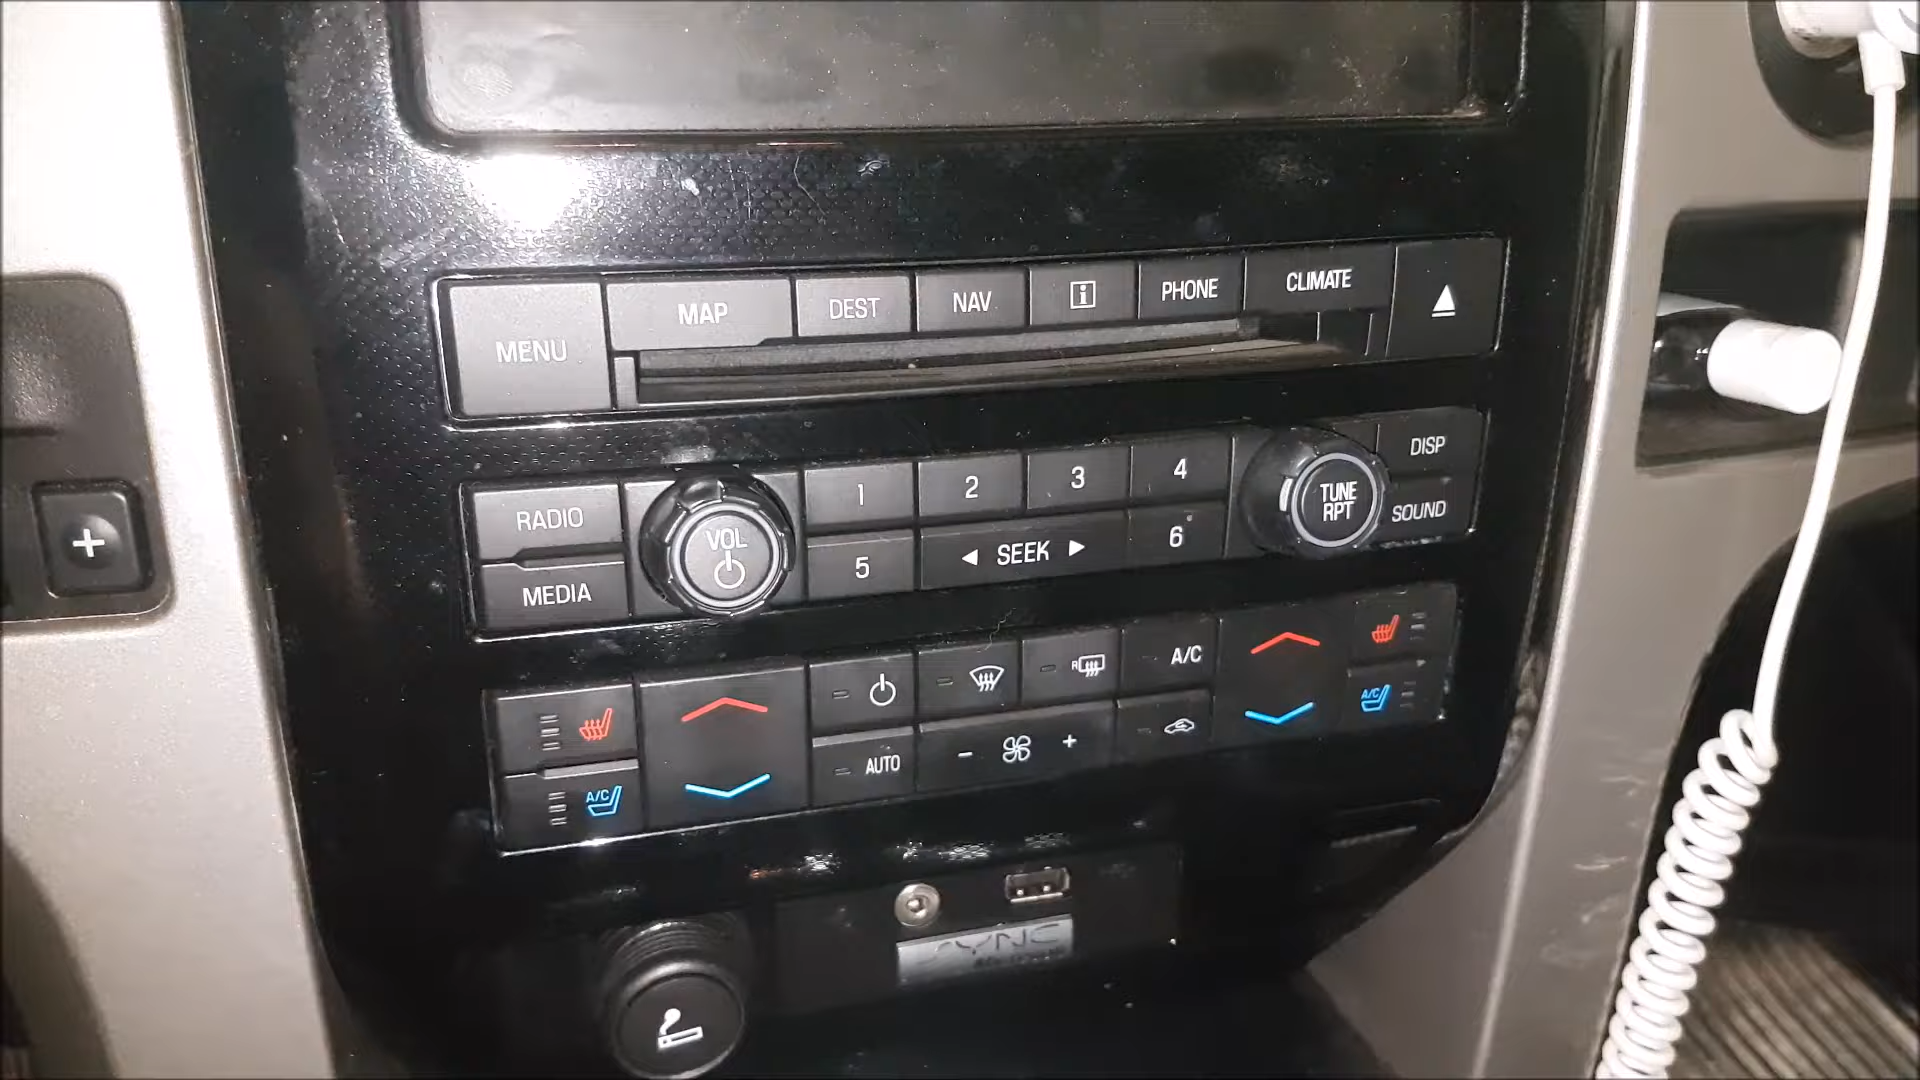 MENU
MAP
DEST
NAV
i
PHONE
CLIMATE
RADIO
MEDIA
VOL
1
2
3
4
5
◄ SEEK ►
6
TUNE
RPT
DISP
SOUND
R
A/C
A/C
AUTO
- +
A/C
+
SYNC